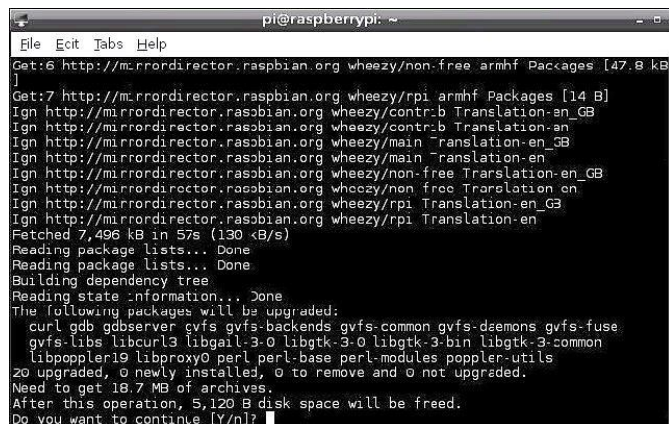 pi@raspberrypi: ~
File Edit Tabs Help
Get:6 http://mirrordirector.raspbian.org wheezy/non-free armhf Packages [47.8 kB
]
Get:7 http://mirrordirector.raspbian.org wheezy/rpi armhf Packages [14 B]
Ign http://mirrordirector.raspbian.org wheezy/contrib Translation-en_GB
Ign http://mirrordirector.raspbian.org wheezy/contrib Translation-en
Ign http://mirrordirector.raspbian.org wheezy/main Translation-en_GB
Ign http://mirrordirector.raspbian.org wheezy/main Translation-en
Ign http://mirrordirector.raspbian.org wheezy/non-free Translation-en_GB
Ign http://mirrordirector.raspbian.org wheezy/non-free Translation-en
Ign http://mirrordirector.raspbian.org wheezy/rpi Translation-en_GB
Ign http://mirrordirector.raspbian.org wheezy/rpi Translation-en
Fetched 7,496 kB in 57s (130 kB/s)
Reading package lists... Done
Reading package lists... Done
Building dependency tree
Reading state information... Done
The following packages will be upgraded:
curl gdb gdbserver gvfs gvfs-backends gvfs-common gvfs-daemons gvfs-fuse
gvfs-libs libcurl3 libgail-3-0 libgtk-3-0 libgtk-3-bin libgtk-3-common
libpoppler19 libproxy0 perl perl-base perl-modules poppler-utils
20 upgraded, 0 newly installed, 0 to remove and 0 not upgraded.
Need to get 18.7 MB of archives.
After this operation, 5,120 B disk space will be freed.
Do you want to continue [Y/n]?